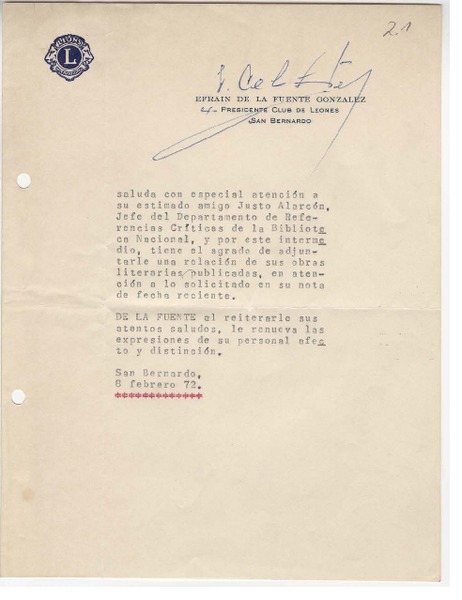 2.1
LIONS
L
EFRAIN DE LA FUENTE GONZALEZ
PRESIDENTE CLUB DE LEONES
SAN BERNARDO
saluda con especial atención a
su estimado amigo Justo Alarcón,
Jefe del Departamento de Refe-
rencias Críticas de la Bibliote
ca Nacional, y por este interme
dio, tiene el agrado de adjun-
tarle una relación de sus obras
literarias publicadas, en aten-
ción a lo solicitado en su nota
de fecha reciente.
DE LA FUENTE al reiterarle sus
atentos saludos, le renueva las
expresiones de su personal afec
to y distinción.
San Bernardo,
8 febrero 72.